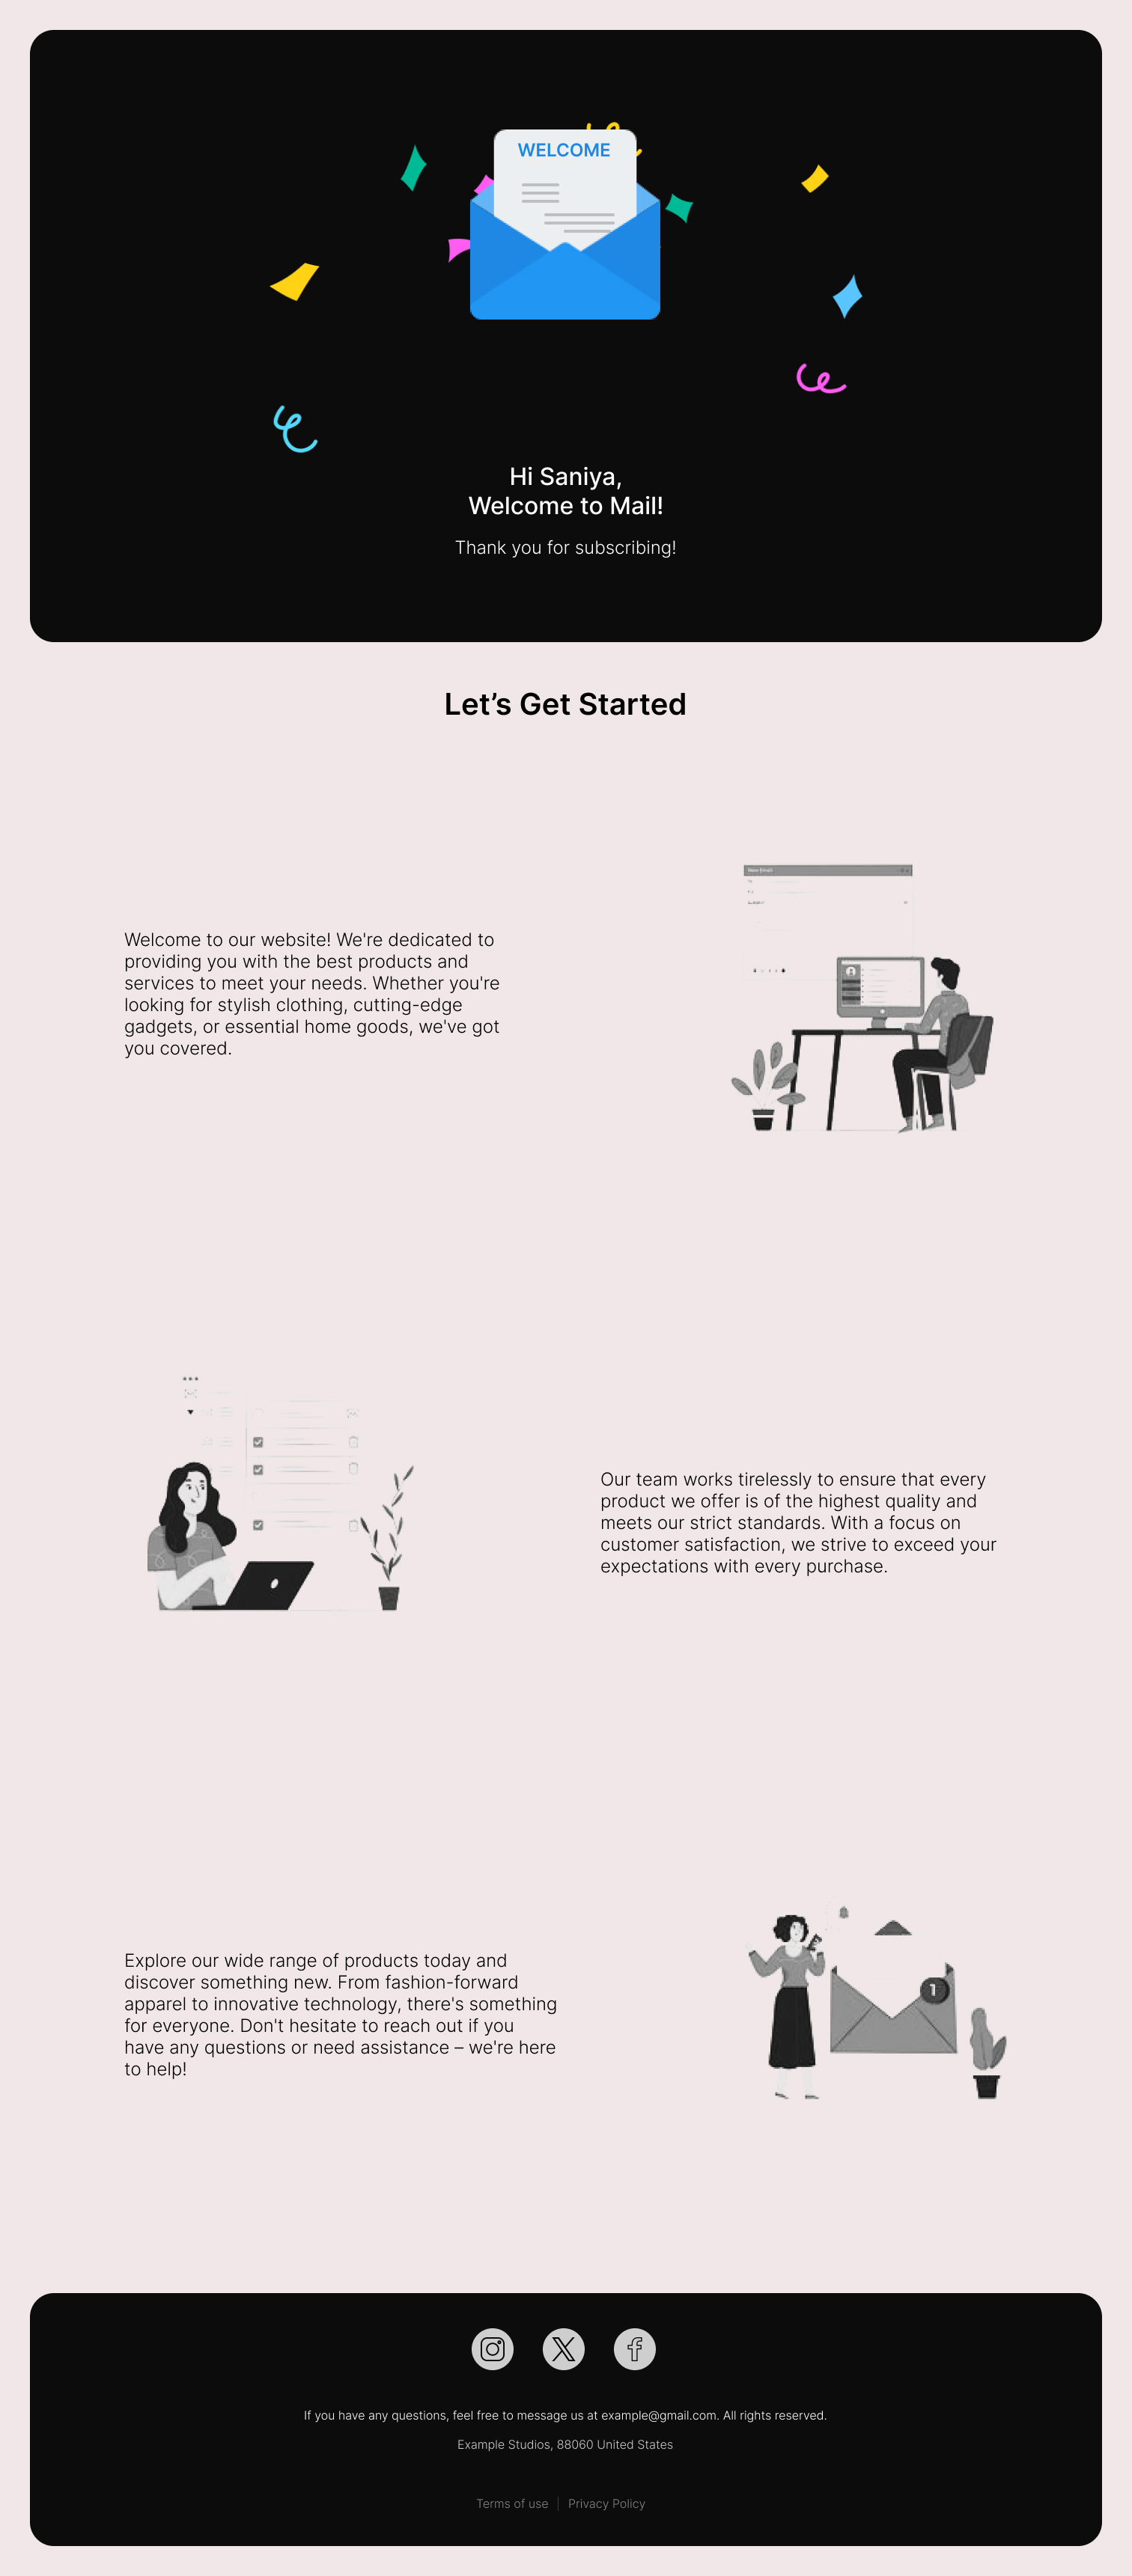 WELCOME
Hi Saniya,
Welcome to Mail!
Thank you for subscribing!
Let’s Get Started
Welcome to our website! We're dedicated to
providing you with the best products and
services to meet your needs. Whether you're
looking for stylish clothing, cutting-edge
gadgets, or essential home goods, we've got
you covered.
Our team works tirelessly to ensure that every
product we offer is of the highest quality and
meets our strict standards. With a focus on
customer satisfaction, we strive to exceed your
expectations with every purchase.
Explore our wide range of products today and
discover something new. From fashion-forward
apparel to innovative technology, there's something
for everyone. Don't hesitate to reach out if you
have any questions or need assistance – we're here
to help!
1
If you have any questions, feel free to message us at example@gmail.com. All rights reserved.
Example Studios, 88060 United States
Terms of use | Privacy Policy